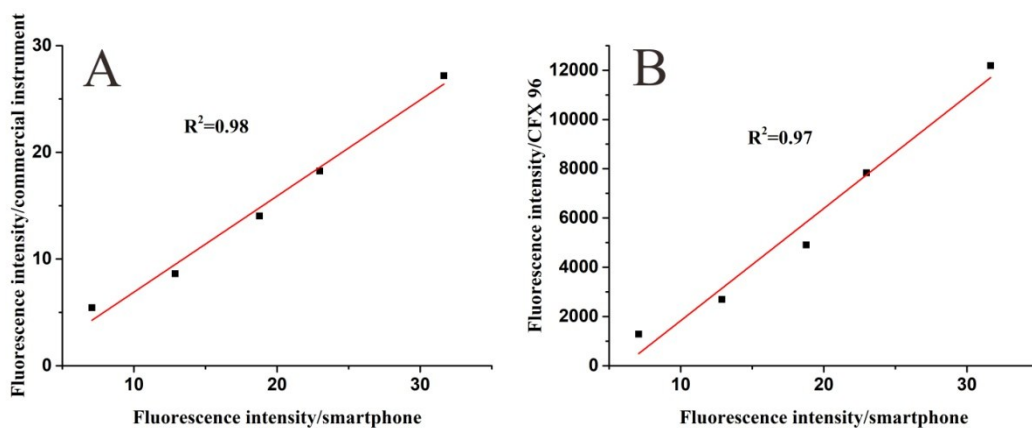 A
R²=0.98
Fluorescence intensity/commercial instrument
30
20
10
0
10
20
30
Fluorescence intensity/smartphone
B
R²=0.97
Fluorescence intensity/CFX 96
12000
10000
8000
6000
4000
2000
0
10
20
30
Fluorescence intensity/smartphone